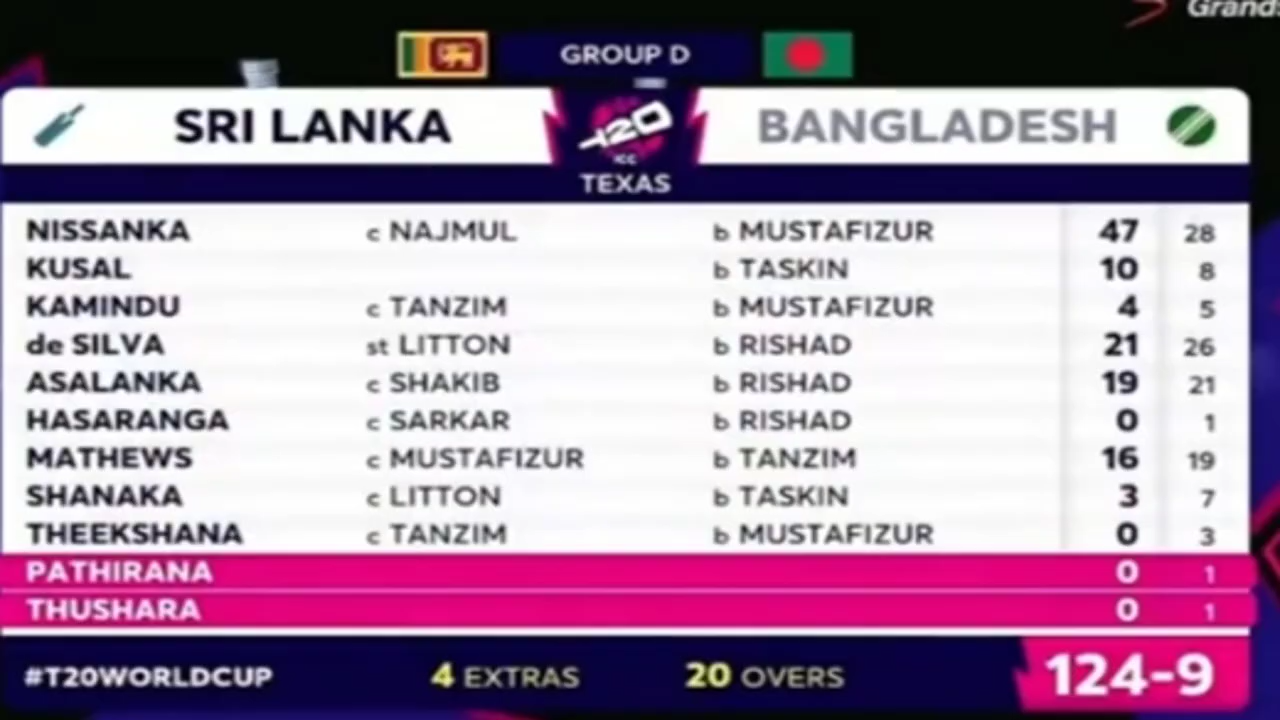 GROUP D
SRI LANKA T20 BANGLADESH
ICC
TEXAS
NISSANKA c NAJMUL b MUSTAFIZUR 47 28
KUSAL b TASKIN 10 8
KAMINDU c TANZIM b MUSTAFIZUR 4 5
de SILVA st LITTON b RISHAD 21 26
ASALANKA c SHAKIB b RISHAD 19 21
HASARANGA c SARKAR b RISHAD 0 1
MATHEWS c MUSTAFIZUR b TANZIM 16 19
SHANAKA c LITTON b TASKIN 3 7
THEEKSHANA c TANZIM b MUSTAFIZUR 0 3
PATHIRANA 0 1
THUSHARA 0 1
#T20WORLDCUP 4 EXTRAS 20 OVERS 124-9